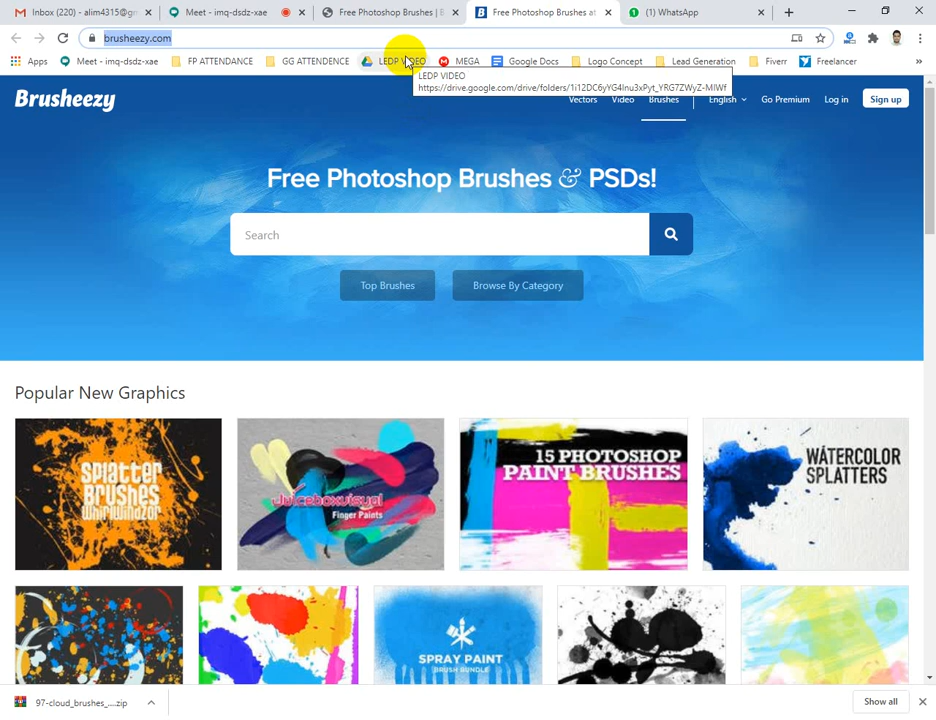 Inbox (220) - alim4315@gm
Meet - imq-dsdz-xae
Free Photoshop Brushes | B
Free Photoshop Brushes at
(1) WhatsApp
brusheezy.com
Apps
Meet - imq-dsdz-xae
FP ATTENDANCE
GG ATTENDENCE
LEDP VIDEO
MEGA
Google Docs
Logo Concept
Lead Generation
Fiverr
Freelancer
LEDP VIDEO
https://drive.google.com/drive/folders/1i12DC6yYG4Inu3xPyt_YRG7ZWyZ-MIWf
Brusheezy
Vectors
Video
Brushes
English
Go Premium
Log in
Sign up
Free Photoshop Brushes & PSDs!
Search
Top Brushes
Browse By Category
Popular New Graphics
SPLATTER
BRUSHES
WHIRLWINDZOR
Juiceboxvisual
Finger Paints
15 PHOTOSHOP
PAINT BRUSHES
WATERCOLOR
SPLATTERS
SPRAY PAINT
BRUSH BUNDLE
97-cloud_brushes_....zip
Show all